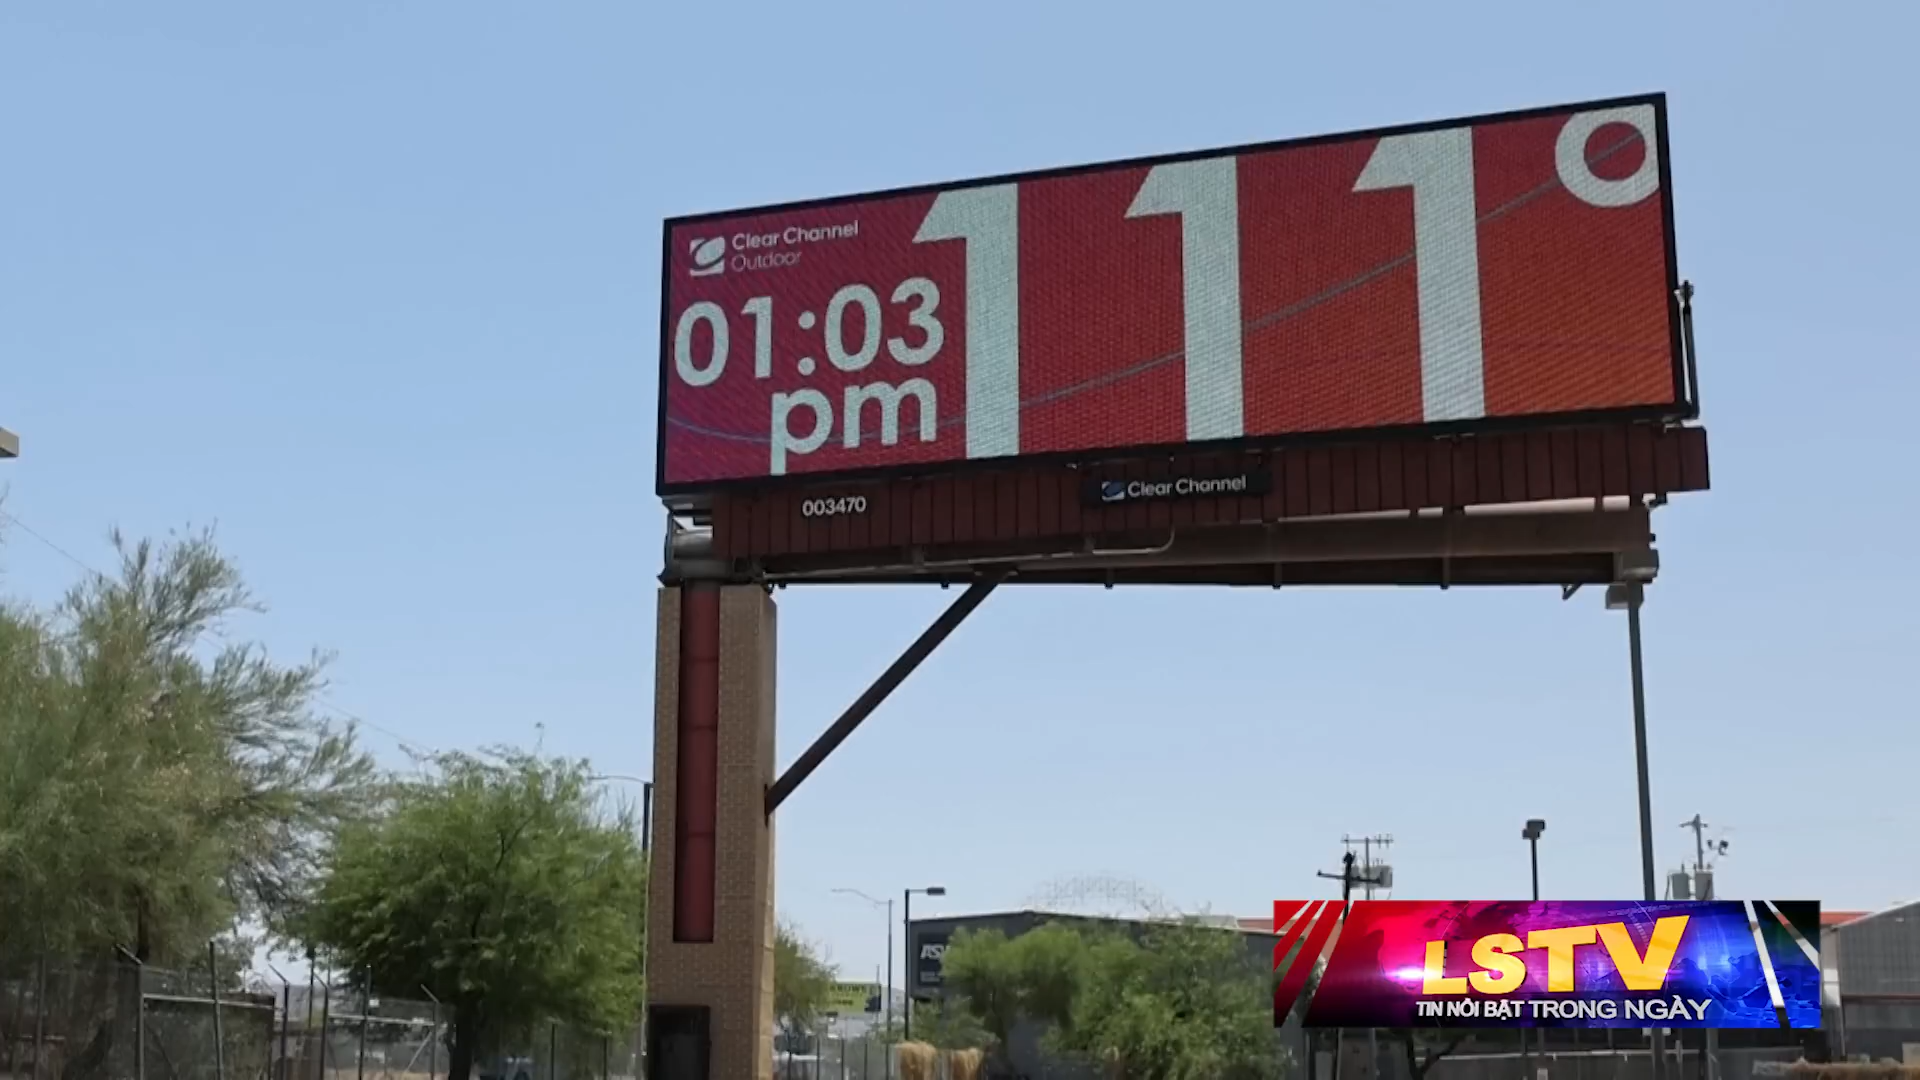 Clear Channel
Outdoor
01:03
pm
111°
003470
Clear Channel
LSTV
TIN NỔI BẬT TRONG NGÀY